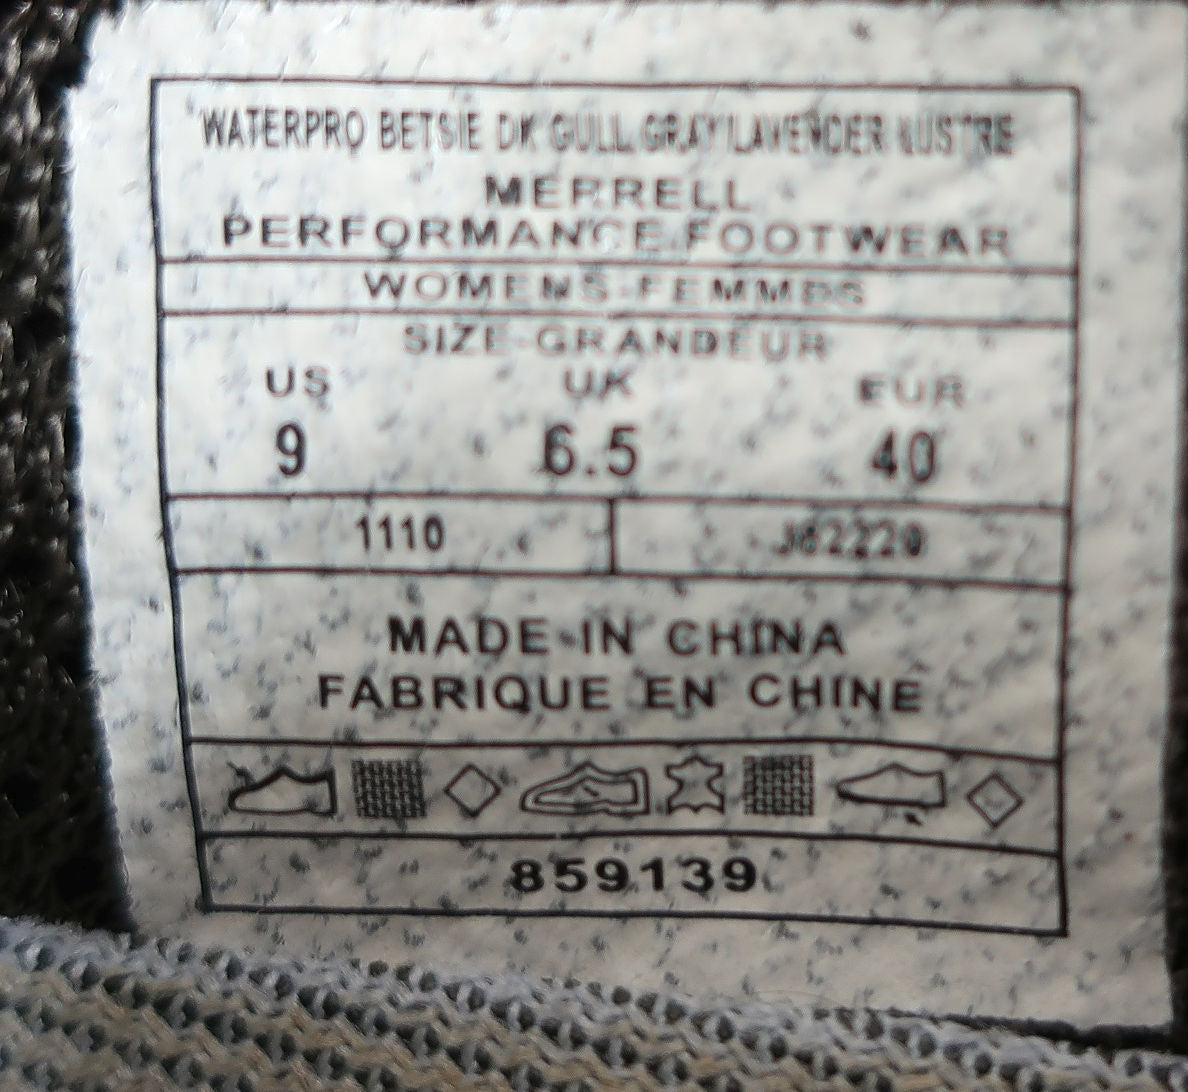 WATERPRO BETSIE DK GULL GRAY/LAVENDER LUSTRE
MERRELL
PERFORMANCE FOOTWEAR
WOMENS-FEMMES
SIZE-GRANDEUR
US UK EUR
9 6.5 40
1110 J82220
MADE IN CHINA
FABRIQUE EN CHINE
859139